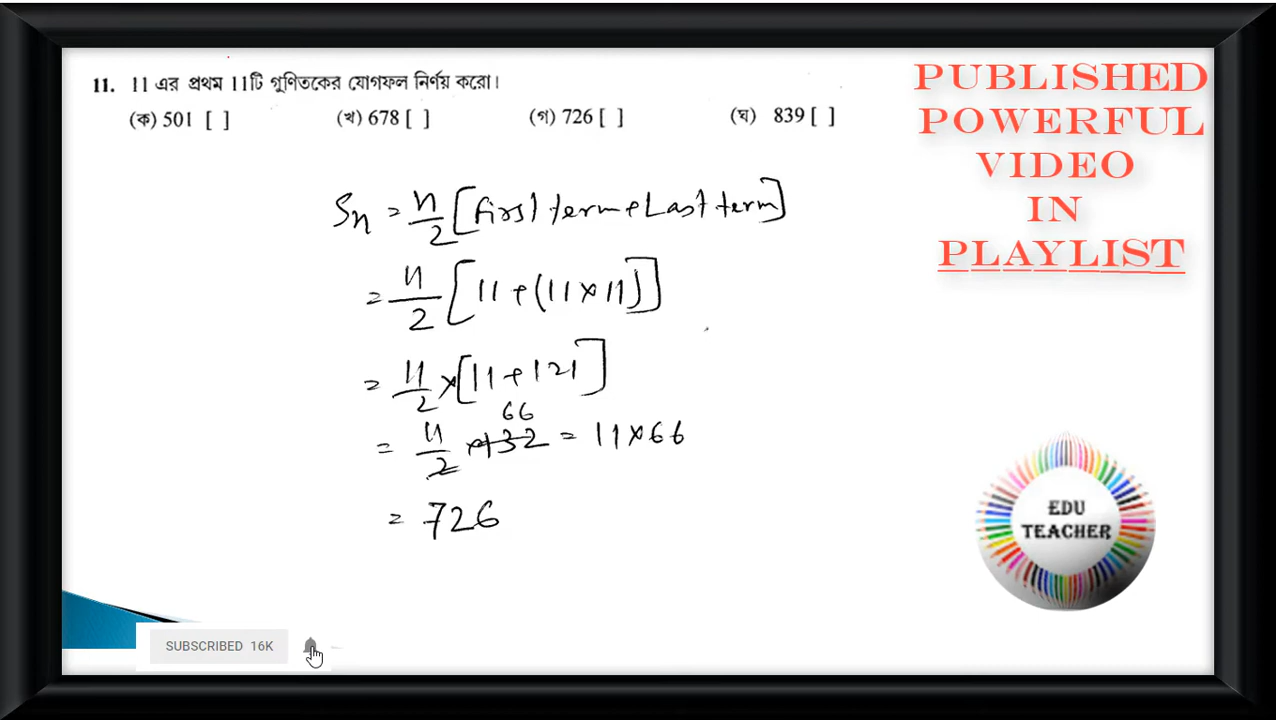 11. 11 এর প্রথম 11টি গুণিতকের যোগফল নির্ণয় করো।
(ক) 501 [ ] (খ) 678 [ ] (গ) 726 [ ] (ঘ) 839 [ ]
Sn = n/2 [First term + Last term]
= 11/2 [11 + (11 × 11)]
= 11/2 × [11 + 121]
66
= 11/2 × 132 = 11 × 66
= 726
PUBLISHED
POWERFUL
VIDEO
IN
PLAYLIST
EDU
TEACHER
SUBSCRIBED 16K